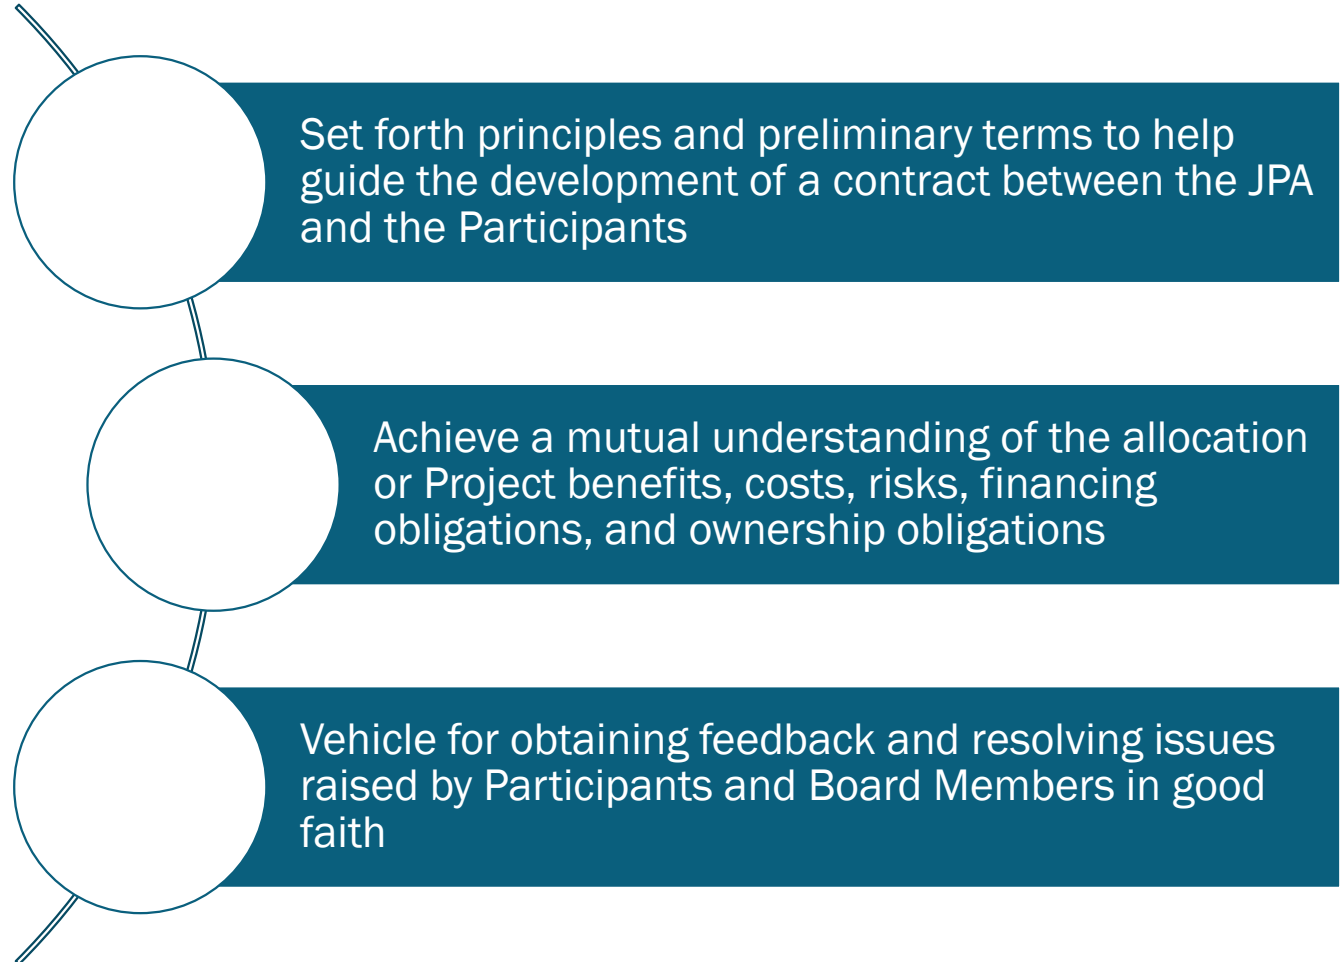 Set forth principles and preliminary terms to help
guide the development of a contract between the JPA
and the Participants
Achieve a mutual understanding of the allocation
or Project benefits, costs, risks, financing
obligations, and ownership obligations
Vehicle for obtaining feedback and resolving issues
raised by Participants and Board Members in good
faith